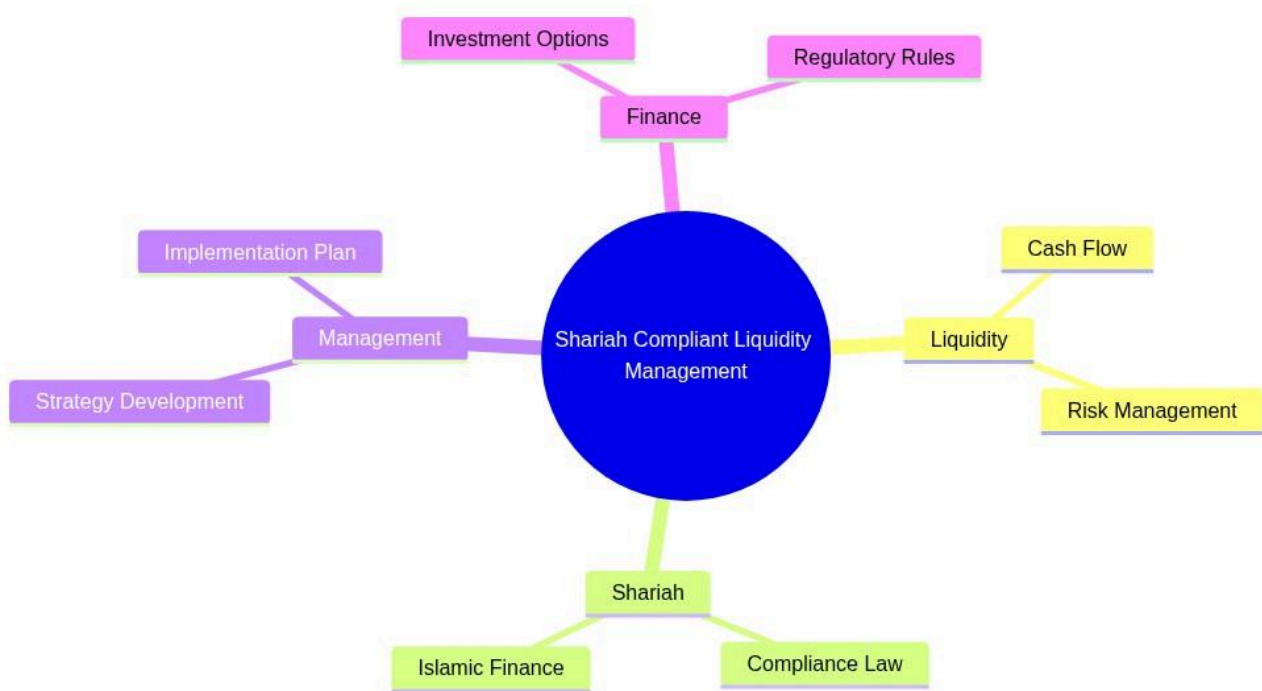 Investment Options
Regulatory Rules
Finance
Implementation Plan
Cash Flow
Management
Shariah Compliant Liquidity
Management
Liquidity
Strategy Development
Risk Management
Shariah
Islamic Finance
Compliance Law